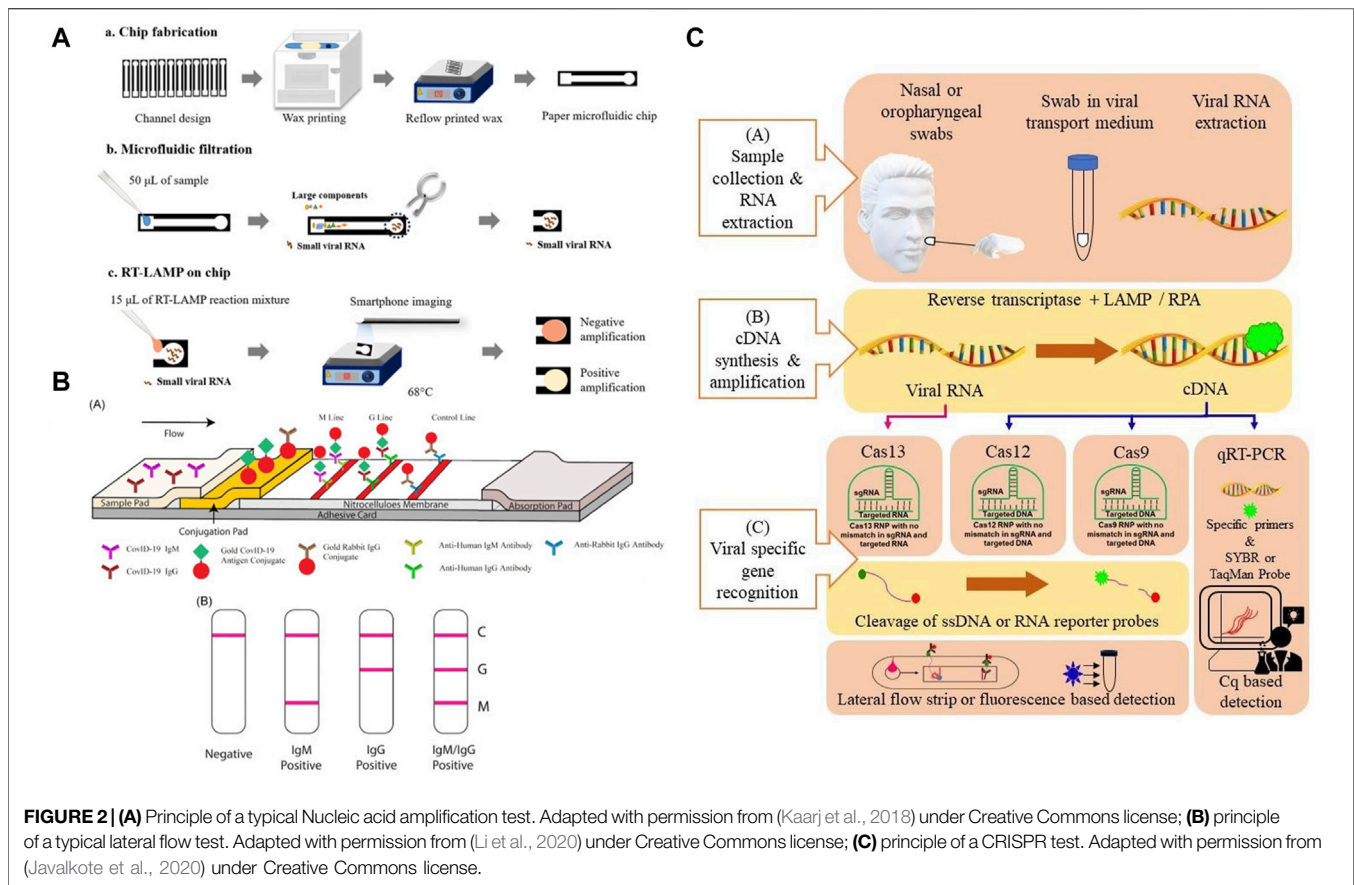 A
a. Chip fabrication
Channel design
Wax printing
Reflow printed wax
Paper microfluidic chip
b. Microfluidic filtration
50 μL of sample
Large components
Small viral RNA
Small viral RNA
c. RT-LAMP on chip
15 μL of RT-LAMP reaction mixture
Smartphone imaging
Small viral RNA
68°C
Negative
amplification
Positive
amplification
B
(A)
Flow
M Line
G Line
Control Line
Sample Pad
Conjugation Pad
Nitrocelluloes Membrane
Adhesive Card
Absorption Pad
CovID-19 IgM
CovID-19 IgG
Gold Covid-19
Antigen Conjugate
Gold Rabbit IgG
Conjugate
Anti-Human IgM Antibody
Anti-Human IgG Antibody
Anti-Rabbit IgG Antibody
(B)
C
G
M
Negative
IgM
Positive
IgG
Positive
IgM/IgG
Positive
C
(A)
Sample
collection &
RNA
extraction
Nasal or
oropharyngeal
swabs
Swab in viral
transport medium
Viral RNA
extraction
(B)
cDNA
synthesis &
amplification
Reverse transcriptase + LAMP / RPA
Viral RNA
cDNA
(C)
Viral specific
gene
recognition
Cas13
sgRNA
Targeted RNA
Cas13 RNP with no
mismatch in sgRNA and
targeted RNA
Cas12
sgRNA
Targeted DNA
Cas12 RNP with no
mismatch in sgRNA and
targeted DNA
Cas9
sgRNA
Targeted DNA
Cas9 RNP with no
mismatch in sgRNA and
targeted DNA
qRT-PCR
Specific primers
&
SYBR or
TaqMan Probe
Cq based
detection
Cleavage of ssDNA or RNA reporter probes
Lateral flow strip or fluorescence based detection
FIGURE 2 | (A) Principle of a typical Nucleic acid amplification test. Adapted with permission from (Kaarj et al., 2018) under Creative Commons license; (B) principle
of a typical lateral flow test. Adapted with permission from (Li et al., 2020) under Creative Commons license; (C) principle of a CRISPR test. Adapted with permission from
(Javalkote et al., 2020) under Creative Commons license.